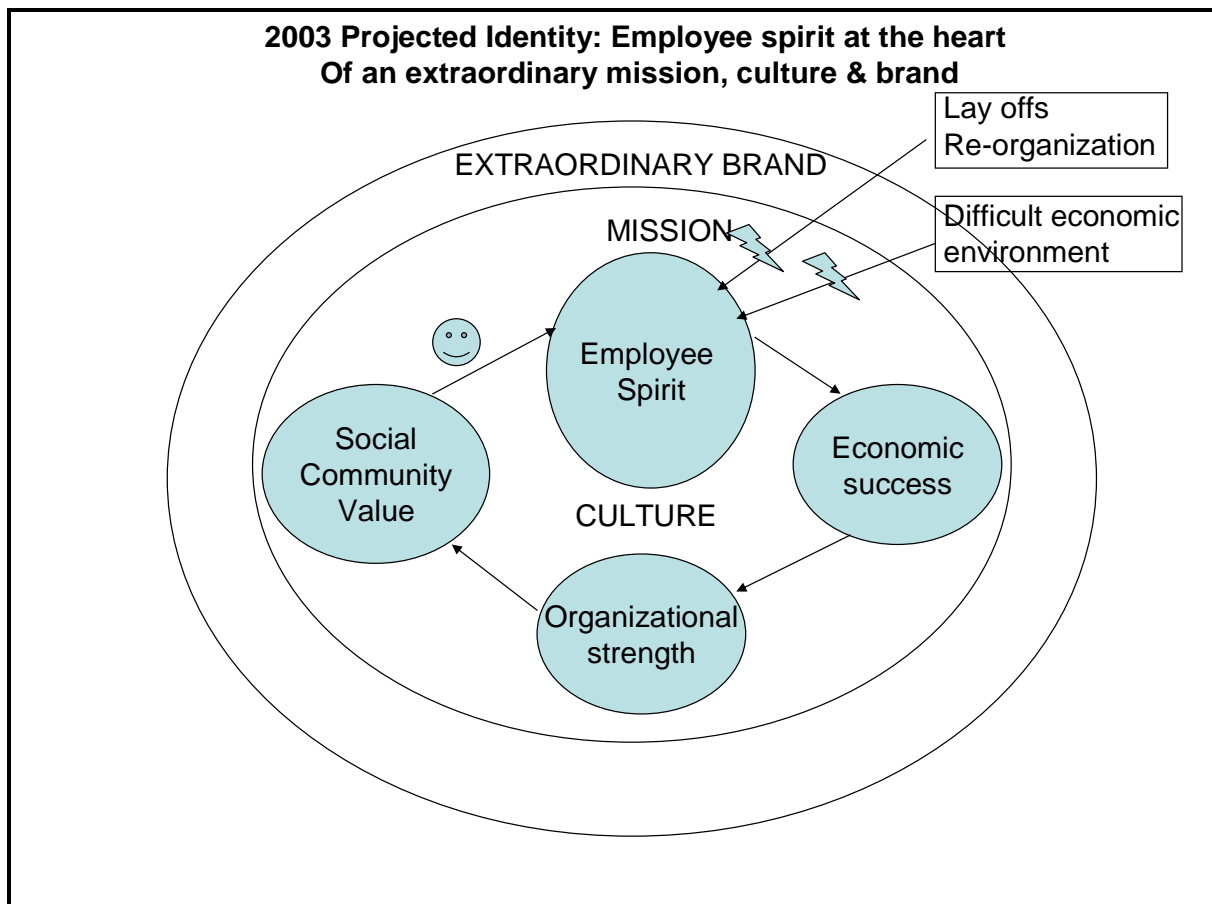 2003 Projected Identity: Employee spirit at the heart
Of an extraordinary mission, culture & brand
Lay offs
Re-organization
EXTRAORDINARY BRAND
Difficult economic
environment
MISSION
Employee
Spirit
Social
Community
Value
Economic
success
CULTURE
Organizational
strength